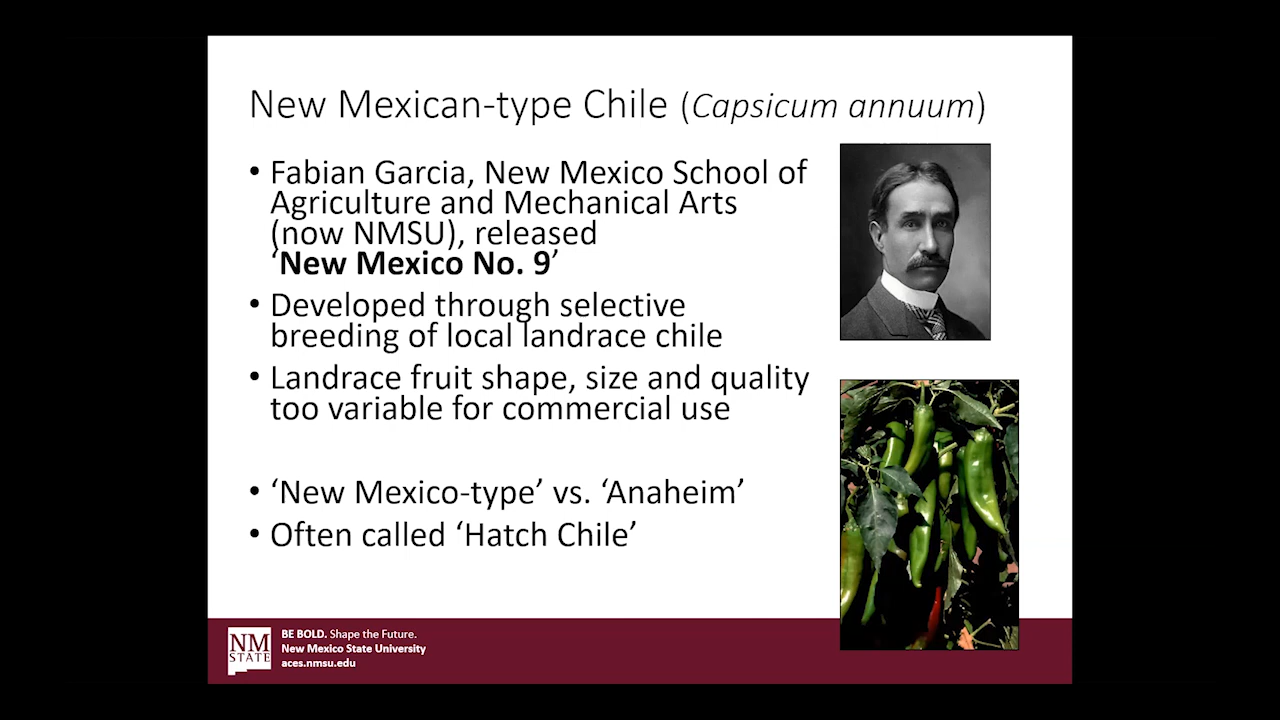 New Mexican-type Chile (Capsicum annuum)
• Fabian Garcia, New Mexico School of
Agriculture and Mechanical Arts
(now NMSU), released
‘New Mexico No. 9’
• Developed through selective
breeding of local landrace chile
• Landrace fruit shape, size and quality
too variable for commercial use
• ‘New Mexico-type’ vs. ‘Anaheim’
• Often called ‘Hatch Chile’
NM
STATE
BE BOLD. Shape the Future.
New Mexico State University
aces.nmsu.edu